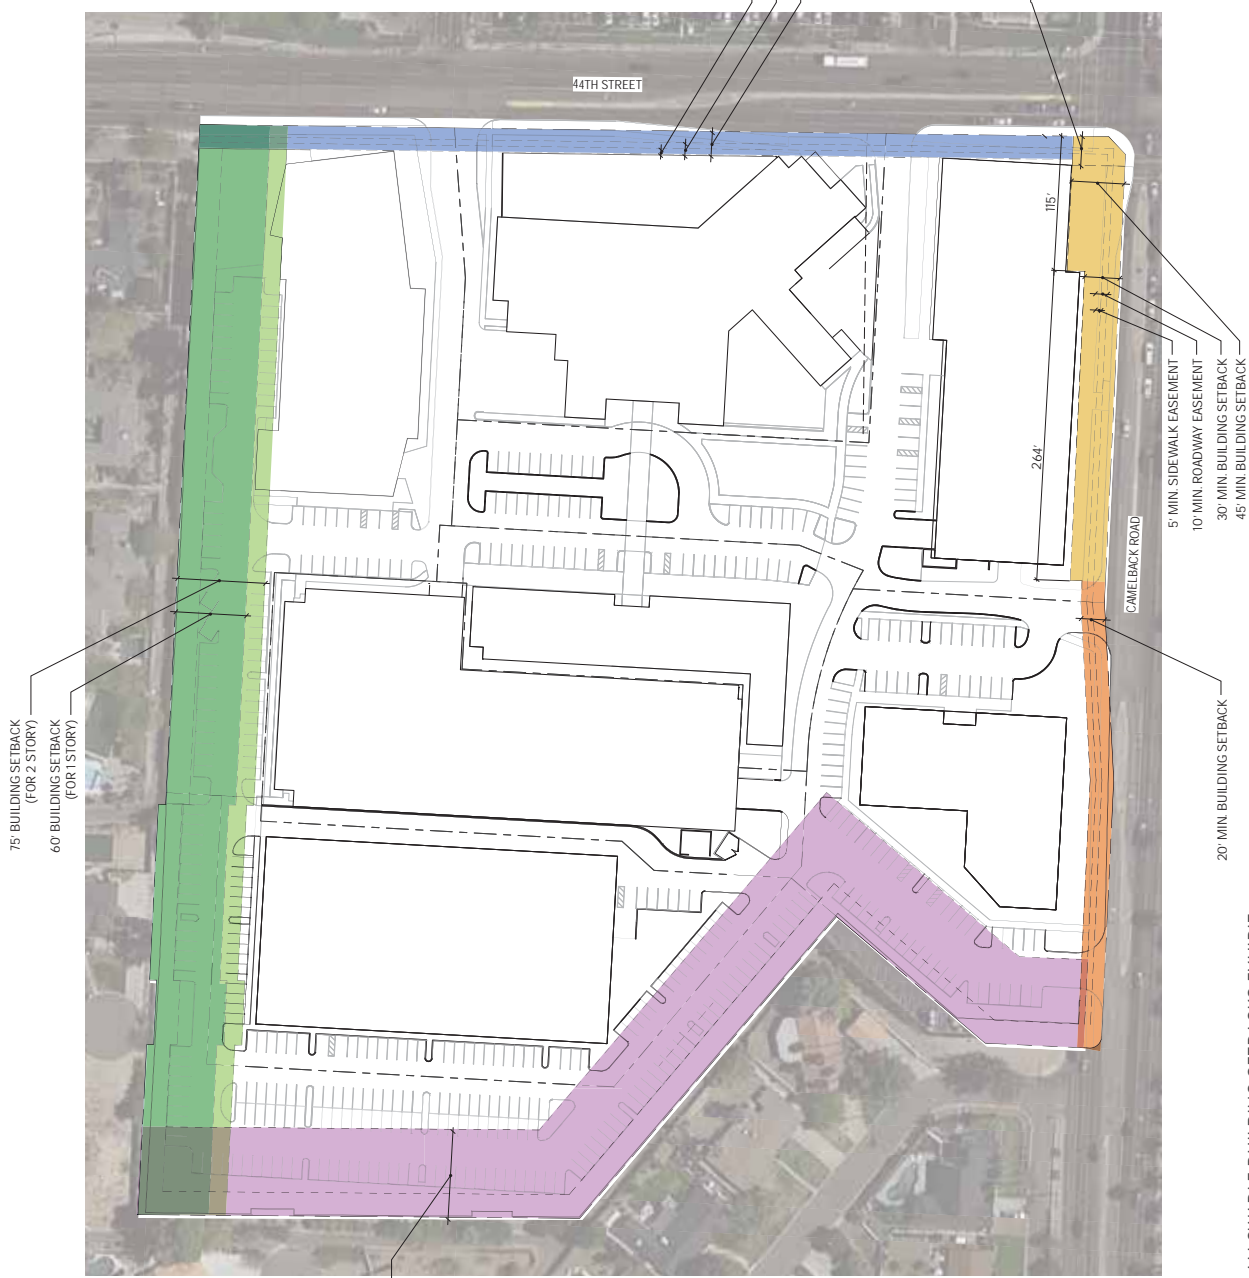 44TH STREET
115'
264'
5' MIN. SIDEWALK EASEMENT
10' MIN. ROADWAY EASEMENT
30' MIN. BUILDING SETBACK
45' MIN. BUILDING SETBACK
CAMELBACK ROAD
20' MIN. BUILDING SETBACK
75' BUILDING SETBACK
(FOR 2 STORY)
60' BUILDING SETBACK
(FOR 1 STORY)